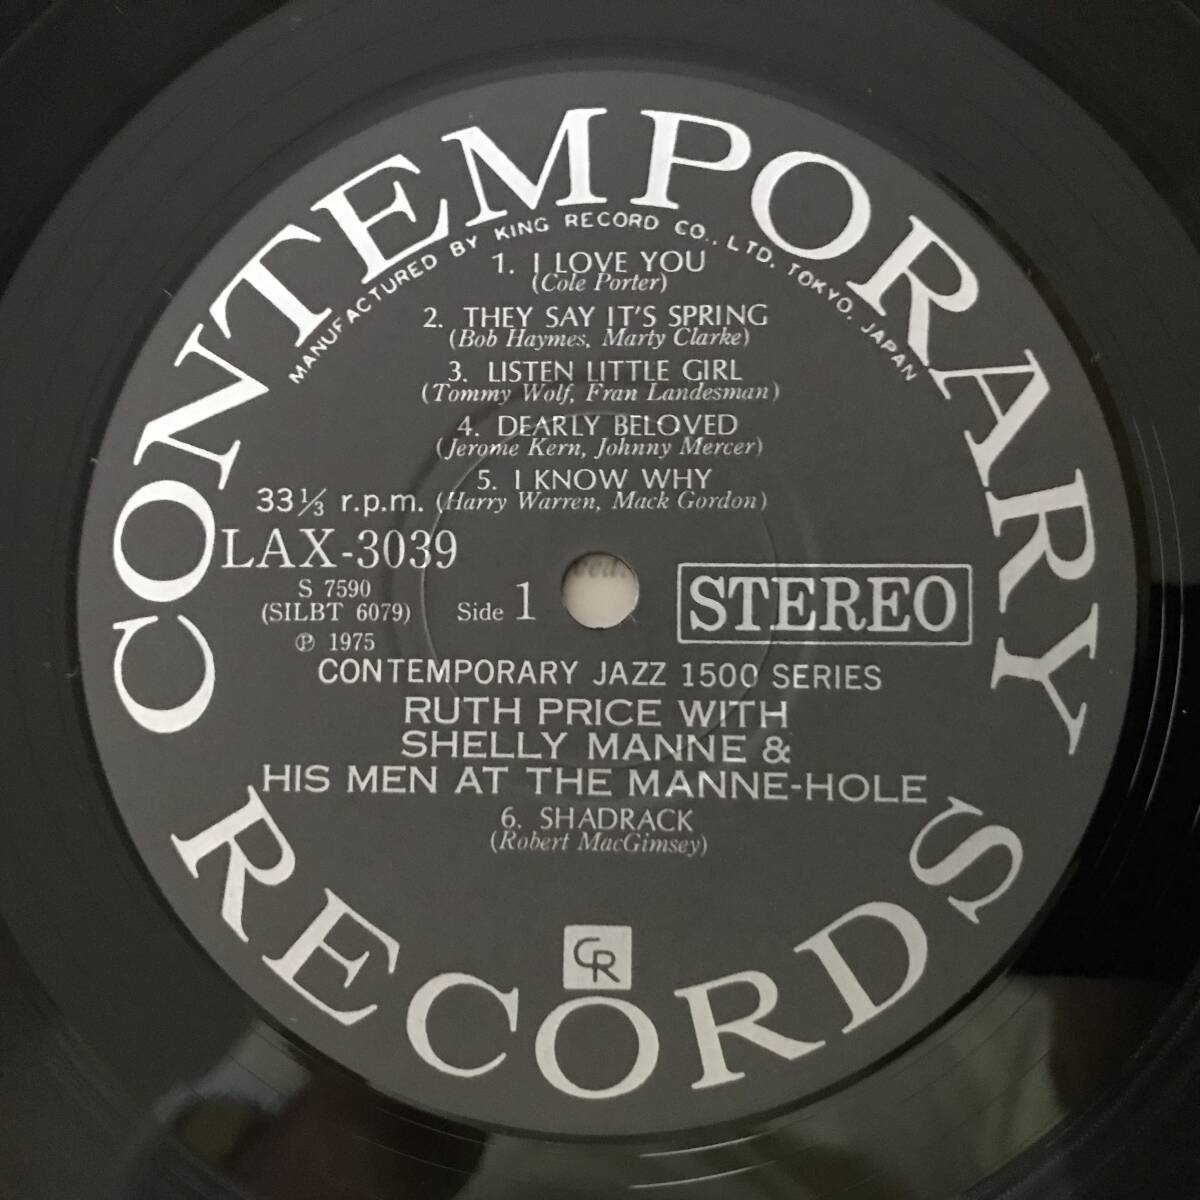 CONTEMPORARY
MANUFACTURED BY KING RECORD CO., LTD. TOKYO, JAPAN
1. I LOVE YOU
(Cole Porter)
2. THEY SAY IT'S SPRING
(Bob Haymes, Marty Clarke)
3. LISTEN LITTLE GIRL
(Tommy Wolf, Fran Landesman)
4. DEARLY BELOVED
(Jerome Kern, Johnny Mercer)
5. I KNOW WHY
33⅓ r.p.m. (Harry Warren, Mack Gordon)
LAX-3039
S 7590
(SILBT 6079)
Side 1
STEREO
℗ 1975
CONTEMPORARY JAZZ 1500 SERIES
RUTH PRICE WITH
SHELLY MANNE &
HIS MEN AT THE MANNE-HOLE
6. SHADRACK
(Robert MacGimsey)
CR
RECORDS